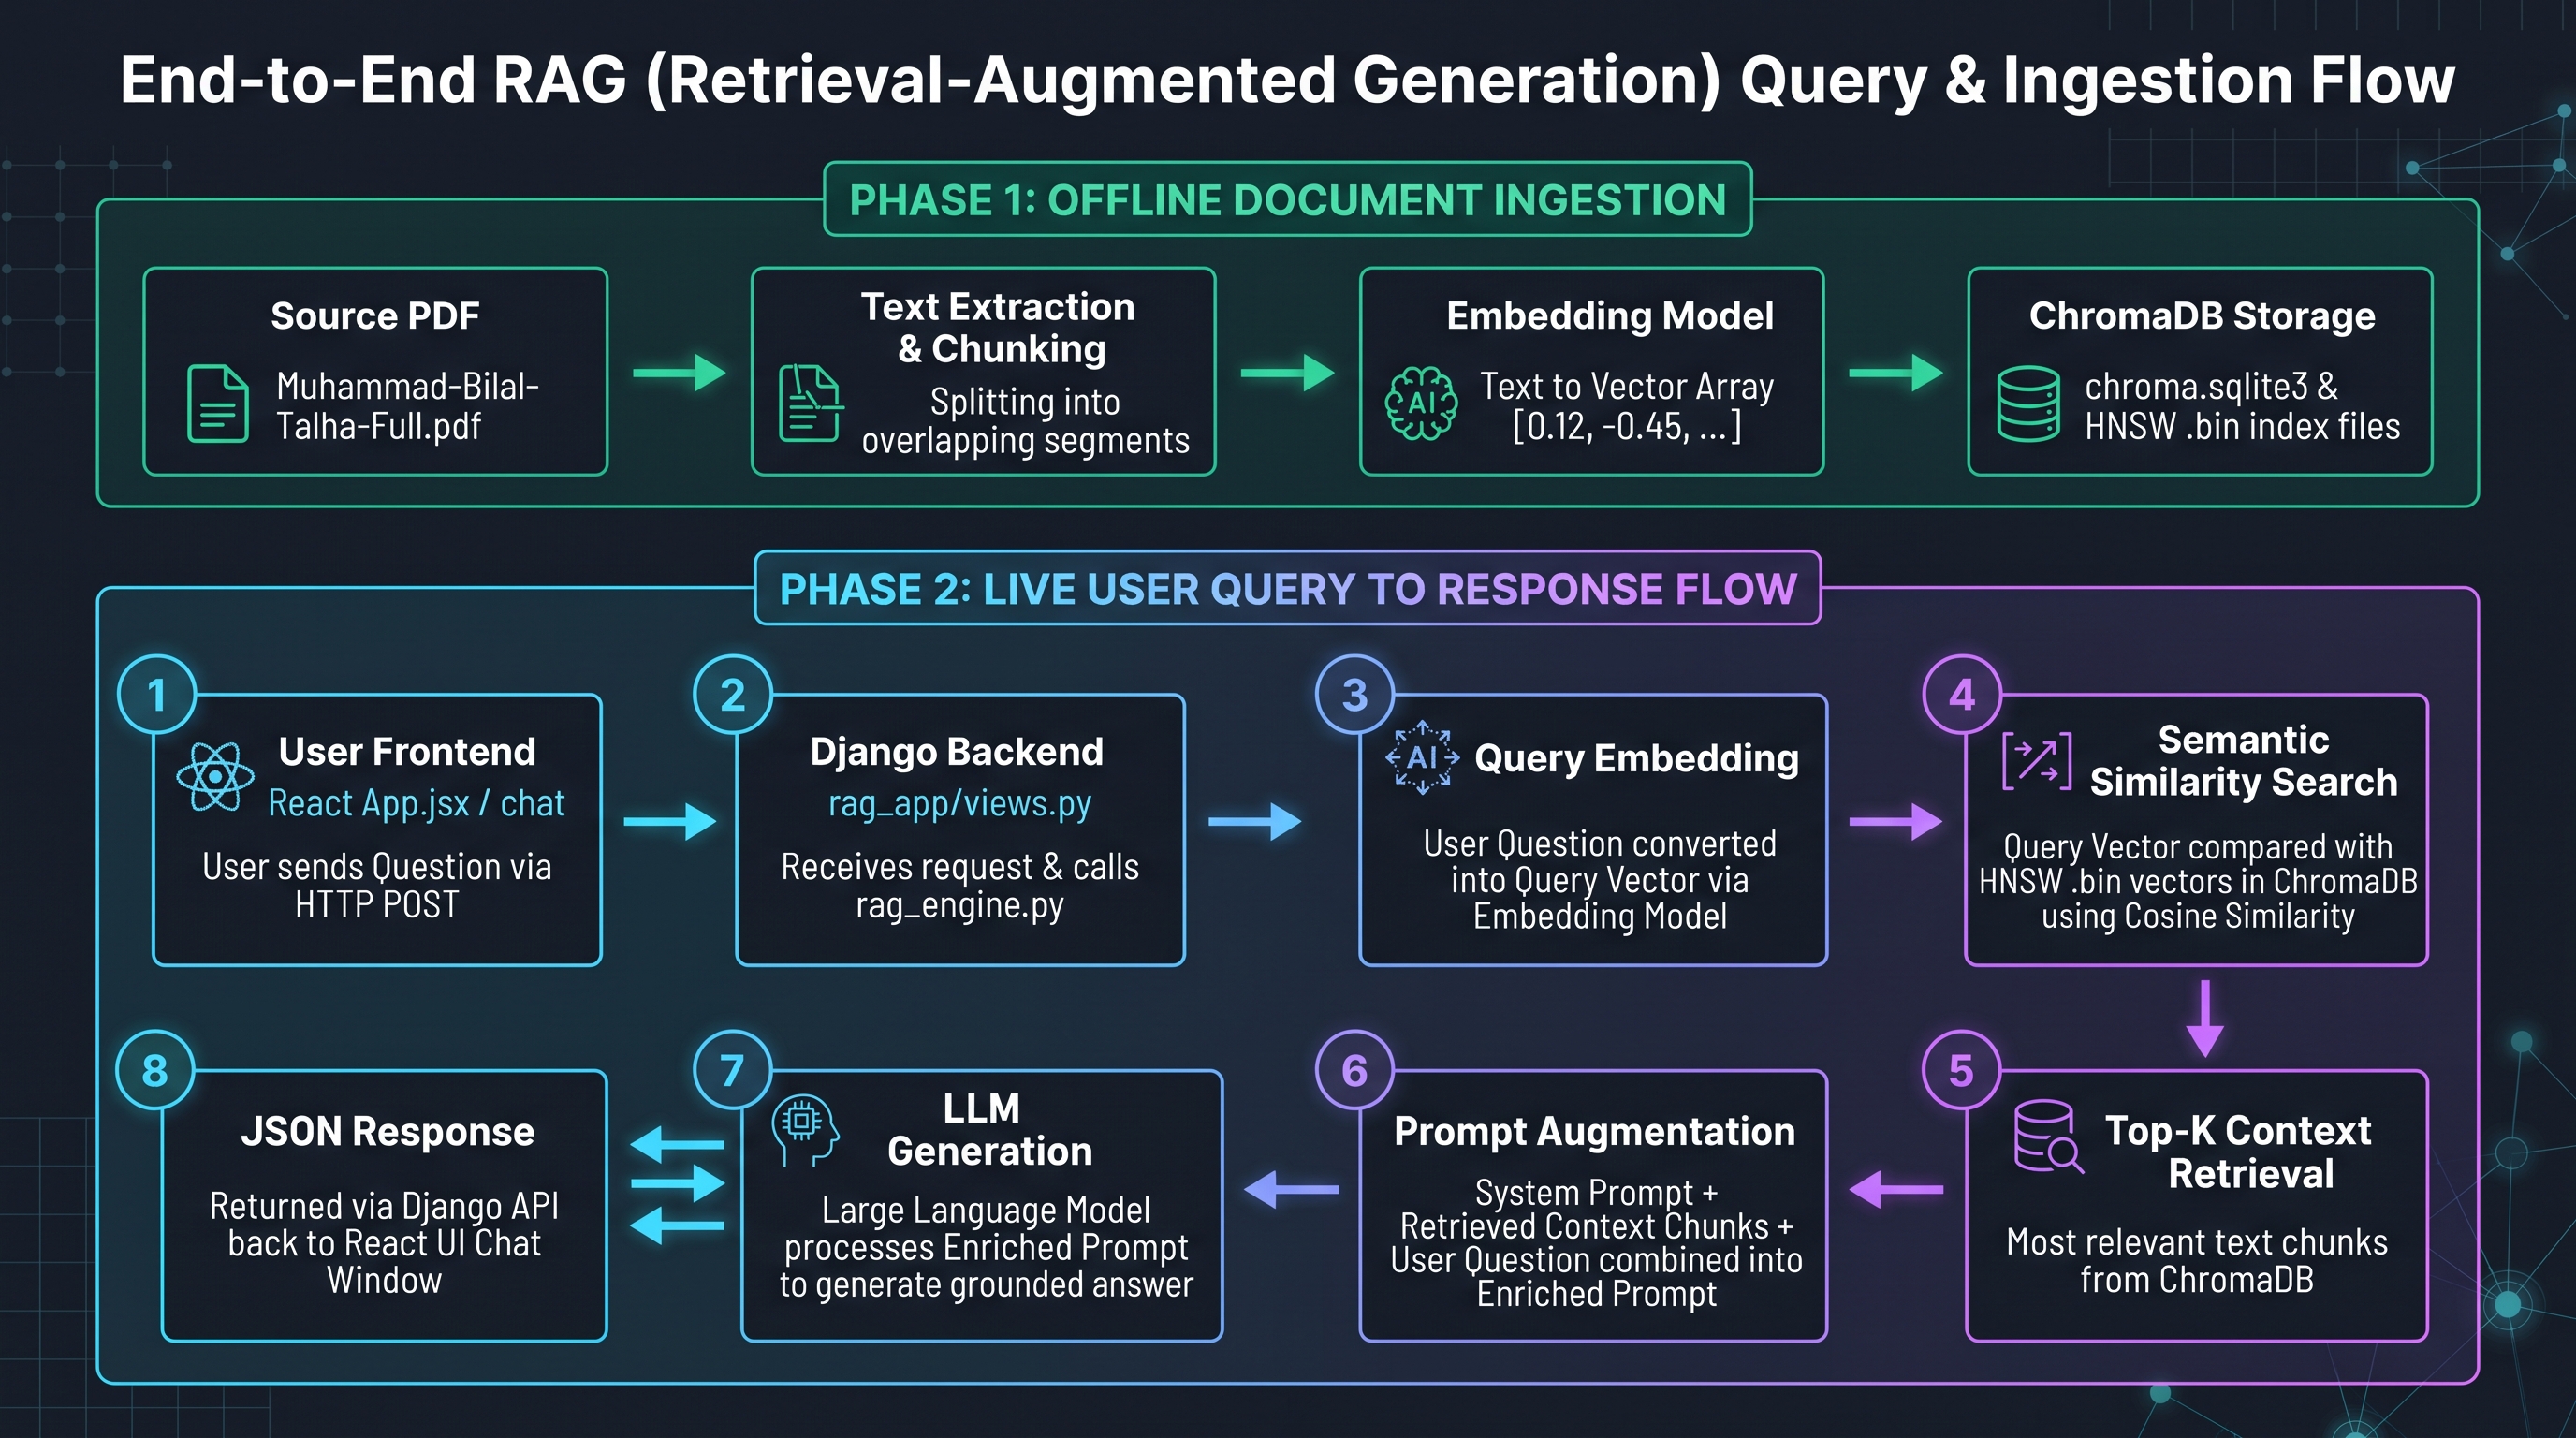 End-to-End RAG (Retrieval-Augmented Generation) Query & Ingestion Flow
PHASE 1: OFFLINE DOCUMENT INGESTION
Source PDF
Muhammad-Bilal-
Talha-Full.pdf
Text Extraction
& Chunking
Splitting into
overlapping segments
Embedding Model
AI
Text to Vector Array
[0.12, -0.45, ...]
ChromaDB Storage
chroma.sqlite3 &
HNSW .bin index files
PHASE 2: LIVE USER QUERY TO RESPONSE FLOW
1
User Frontend
React App.jsx / chat
User sends Question via
HTTP POST
2
Django Backend
rag_app/views.py
Receives request & calls
rag_engine.py
3
AI
Query Embedding
User Question converted
into Query Vector via
Embedding Model
4
Semantic
Similarity Search
Query Vector compared with
HNSW .bin vectors in ChromaDB
using Cosine Similarity
5
Top-K Context
Retrieval
Most relevant text chunks
from ChromaDB
6
Prompt Augmentation
System Prompt +
Retrieved Context Chunks +
User Question combined into
Enriched Prompt
7
LLM
Generation
Large Language Model
processes Enriched Prompt
to generate grounded answer
8
JSON Response
Returned via Django API
back to React UI Chat
Window